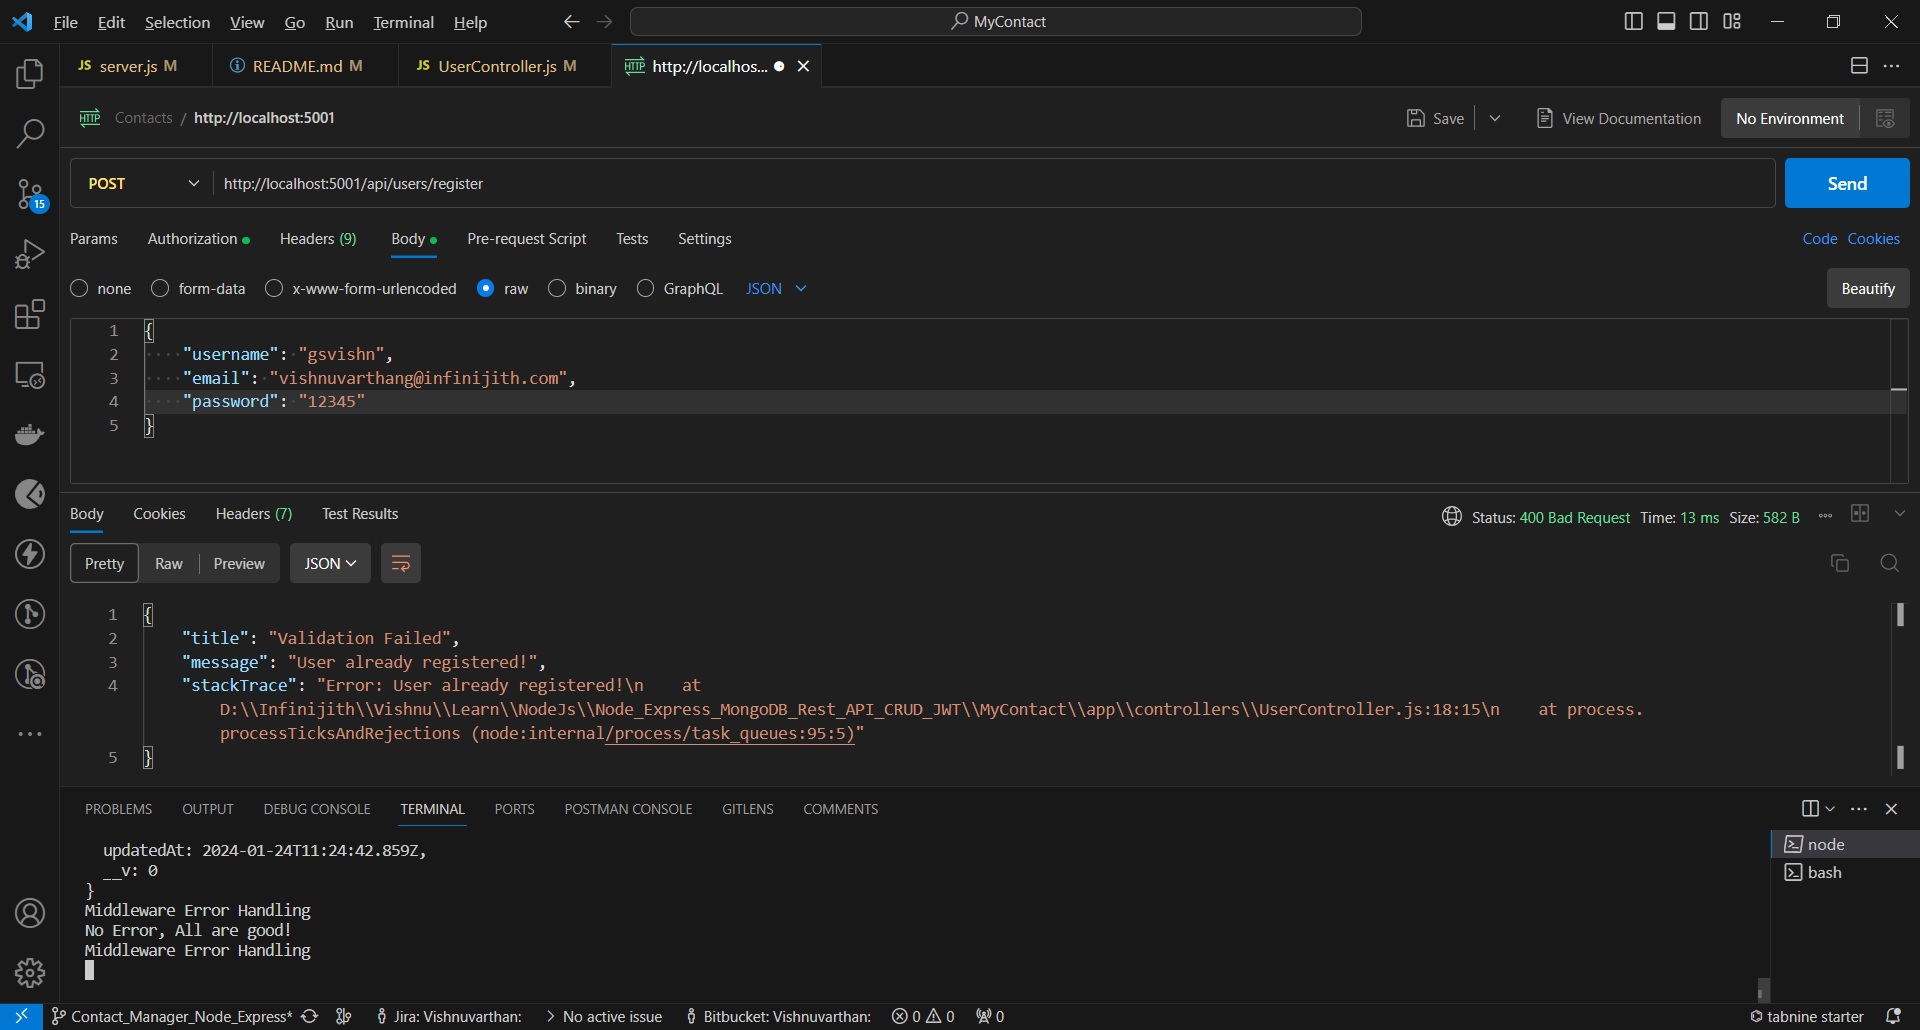 File Edit Selection View Go Run Terminal Help MyContact
JS server.js M README.md M JS UserController.js M HTTP http://localhos...
HTTP Contacts / http://localhost:5001 Save View Documentation No Environment
POST http://localhost:5001/api/users/register Send
Params Authorization Headers (9) Body Pre-request Script Tests Settings Code Cookies
none form-data x-www-form-urlencoded raw binary GraphQL JSON Beautify
1 {
2 ····"username":·"gsvishn",
3 ····"email":·"vishnuvarthang@infinijith.com",
4 ····"password":·"12345"
5 }
15
Body Cookies Headers (7) Test Results Status: 400 Bad Request Time: 13 ms Size: 582 B
Pretty Raw Preview JSON
1 {
2 "title": "Validation Failed",
3 "message": "User already registered!",
4 "stackTrace": "Error: User already registered!\n    at
D:\\Infinijith\\Vishnu\\Learn\\NodeJs\\Node_Express_MongoDB_Rest_API_CRUD_JWT\\MyContact\\app\\controllers\\UserController.js:18:15\n    at process.
processTicksAndRejections (node:internal/process/task_queues:95:5)"
5 }
PROBLEMS OUTPUT DEBUG CONSOLE TERMINAL PORTS POSTMAN CONSOLE GITLENS COMMENTS
updatedAt: 2024-01-24T11:24:42.859Z,
__v: 0
}
Middleware Error Handling
No Error, All are good!
Middleware Error Handling
node
bash
Contact_Manager_Node_Express* Jira: Vishnuvarthan: No active issue Bitbucket: Vishnuvarthan: 0 0 0 tabnine starter